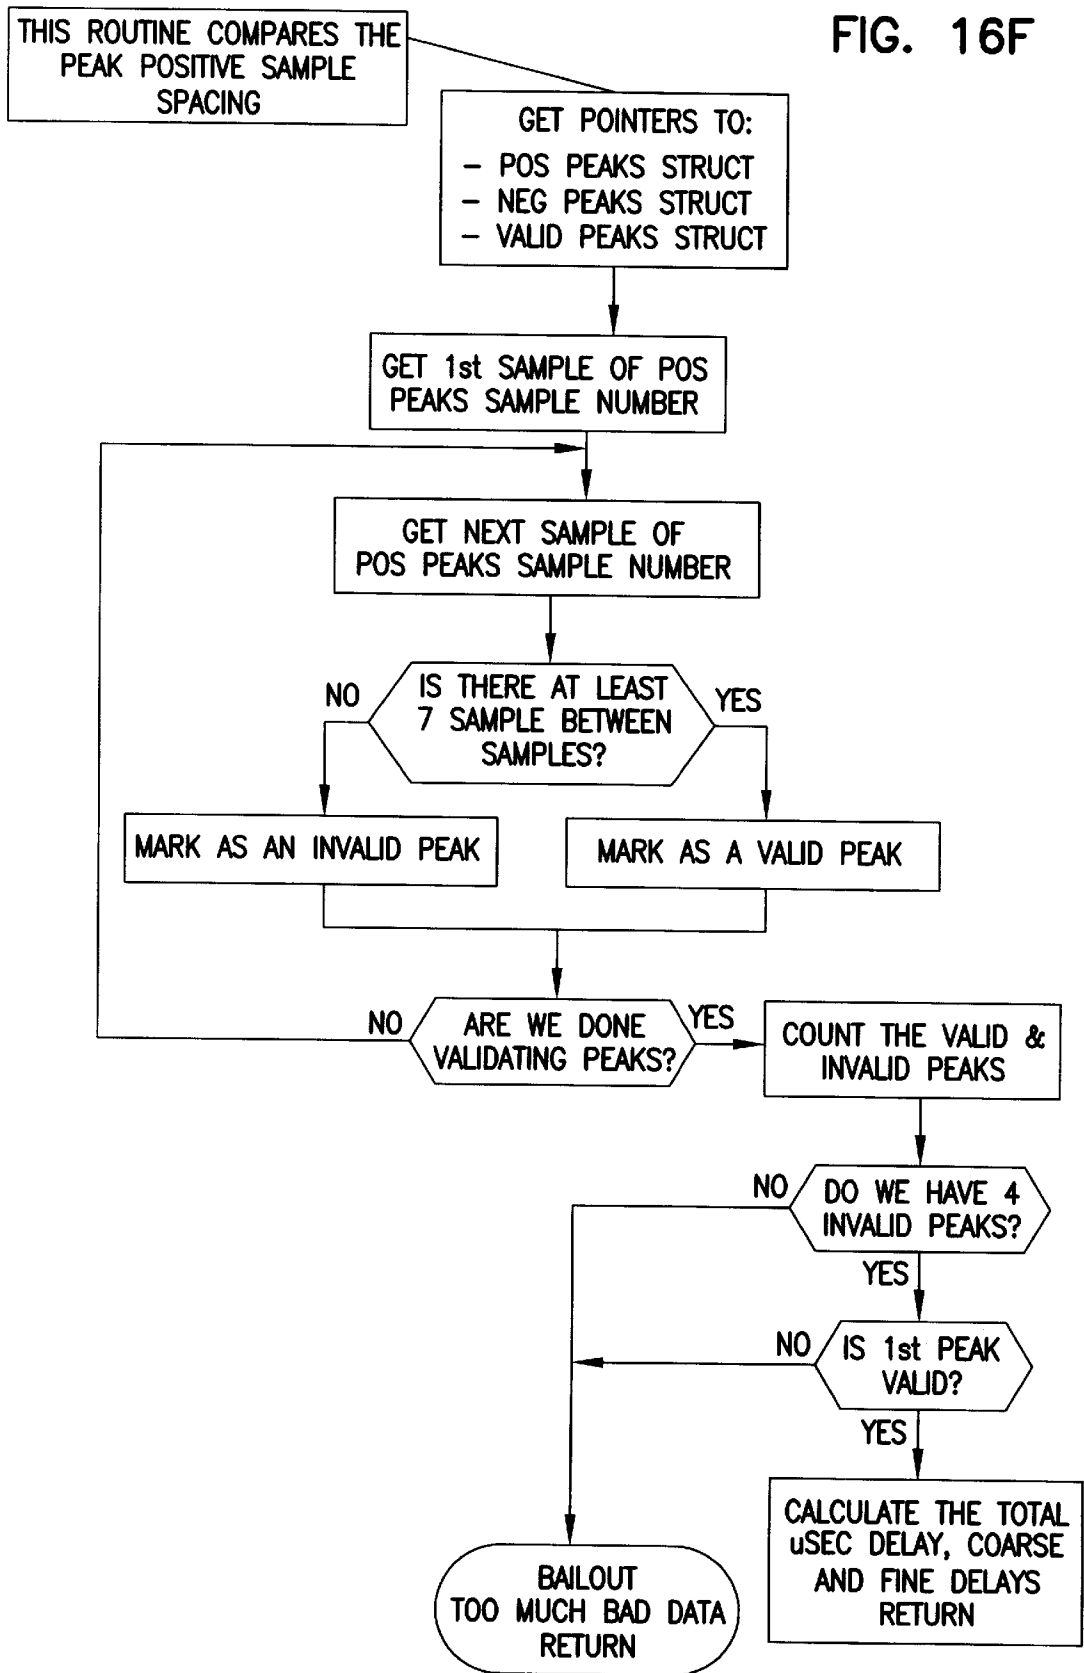 THIS ROUTINE COMPARES THE
PEAK POSITIVE SAMPLE
SPACING
FIG. 16F
GET POINTERS TO:
- POS PEAKS STRUCT
- NEG PEAKS STRUCT
- VALID PEAKS STRUCT
GET 1st SAMPLE OF POS
PEAKS SAMPLE NUMBER
GET NEXT SAMPLE OF
POS PEAKS SAMPLE NUMBER
NO
IS THERE AT LEAST
7 SAMPLE BETWEEN
SAMPLES?
YES
MARK AS AN INVALID PEAK
MARK AS A VALID PEAK
NO
ARE WE DONE
VALIDATING PEAKS?
YES
COUNT THE VALID &
INVALID PEAKS
NO
DO WE HAVE 4
INVALID PEAKS?
YES
NO
IS 1st PEAK
VALID?
YES
CALCULATE THE TOTAL
uSEC DELAY, COARSE
AND FINE DELAYS
RETURN
BAILOUT
TOO MUCH BAD DATA
RETURN